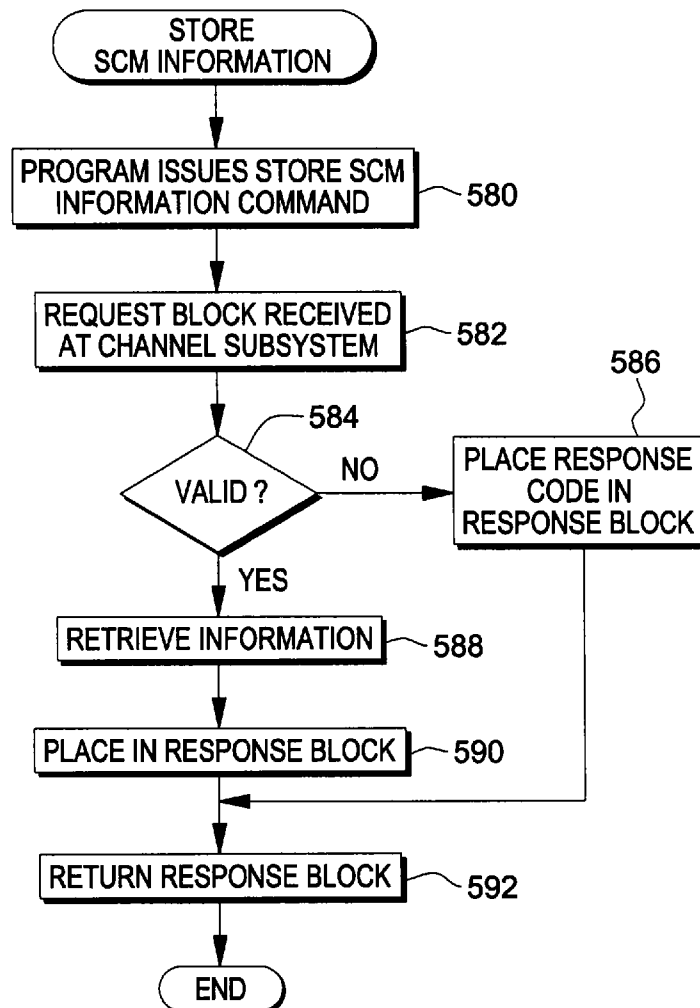 STORE
SCM INFORMATION
PROGRAM ISSUES STORE SCM
INFORMATION COMMAND
580
REQUEST BLOCK RECEIVED
AT CHANNEL SUBSYSTEM
582
584
VALID ?
NO
586
PLACE RESPONSE
CODE IN
RESPONSE BLOCK
YES
RETRIEVE INFORMATION
588
PLACE IN RESPONSE BLOCK
590
RETURN RESPONSE BLOCK
592
END